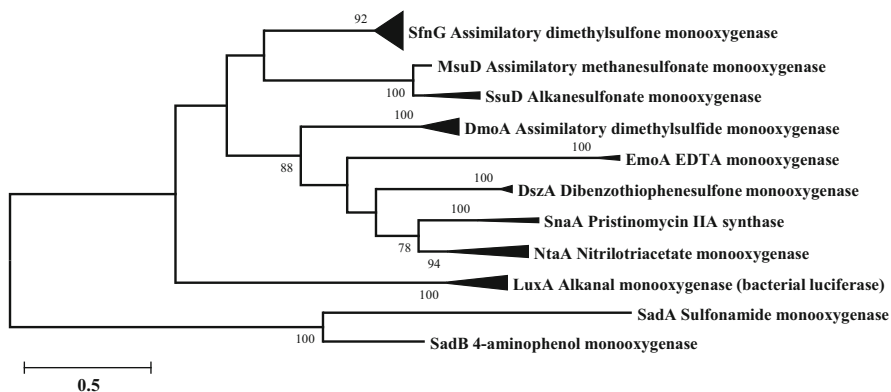 92
SfnG Assimilatory dimethylsulfone monooxygenase
MsuD Assimilatory methanesulfonate monooxygenase
100
SsuD Alkanesulfonate monooxygenase
100
DmoA Assimilatory dimethylsulfide monooxygenase
100
EmoA EDTA monooxygenase
88
100
DszA Dibenzothiophenesulfone monooxygenase
100
SnaA Pristinomycin IIA synthase
78
NtaA Nitrilotriacetate monooxygenase
94
LuxA Alkanal monooxygenase (bacterial luciferase)
100
SadA Sulfonamide monooxygenase
100
SadB 4-aminophenol monooxygenase
0.5